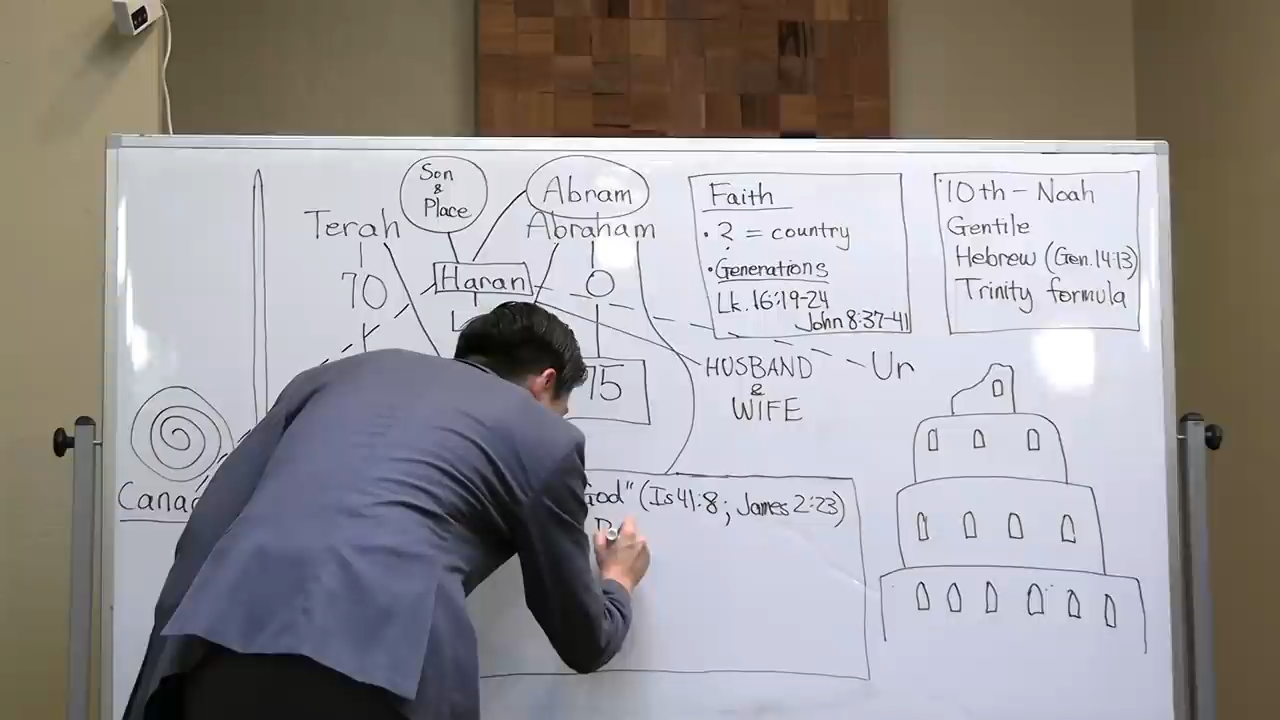 Son
&
Place
Abram
Terah
Abraham
70
Haran
0
75
Canaa
Faith
• ? = country
• Generations
Lk. 16:19-24
John 8:37-41
10th - Noah
Gentile
Hebrew (Gen. 14:13)
Trinity formula
HUSBAND
&
WIFE
Ur
God" (Is 41:8; James 2:23)